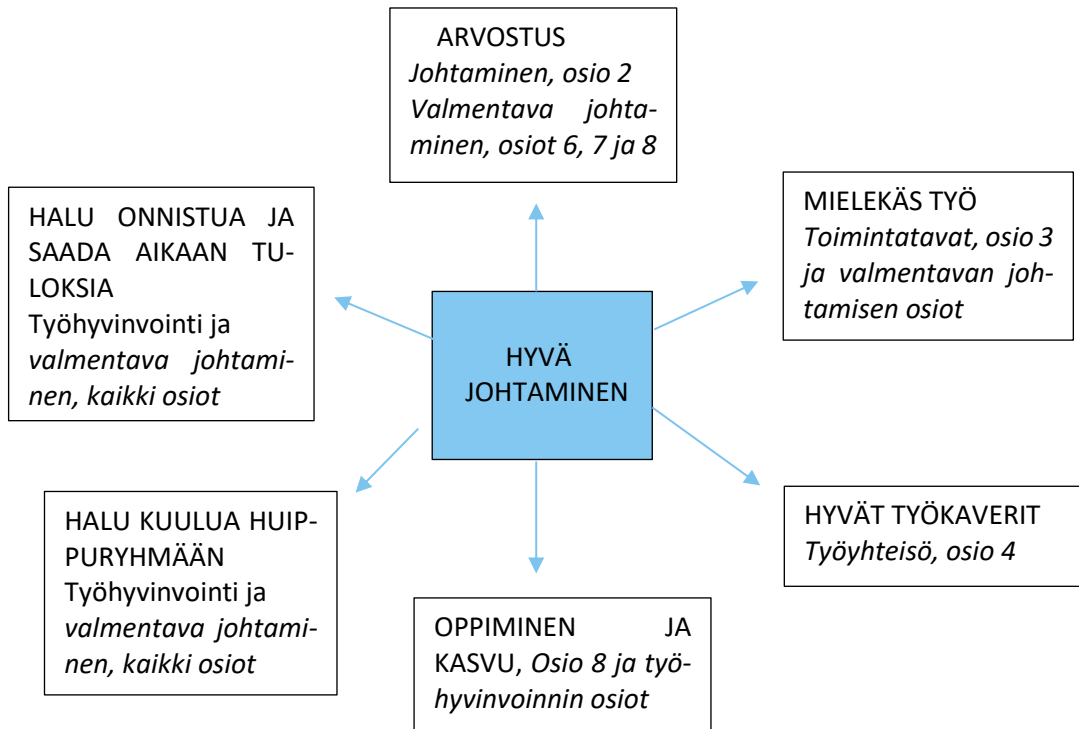 ARVOSTUS
Johtaminen, osio 2
Valmentava johta-
minen, osiot 6, 7 ja 8
HALU ONNISTUA JA
SAADA AIKAAN TU-
LOKSIA
Työhyvinvointi ja
valmentava johtami-
nen, kaikki osiot
MIELEKÄS TYÖ
Toimintatavat, osio 3
ja valmentavan joh-
tamisen osiot
HYVÄ
JOHTAMINEN
HALU KUULUA HUIP-
PURYHMÄÄN
Työhyvinvointi ja
valmentava johtami-
nen, kaikki osiot
HYVÄT TYÖKAVERIT
Työyhteisö, osio 4
OPPIMINEN JA
KASVU, Osio 8 ja työ-
hyvinvoinnin osiot